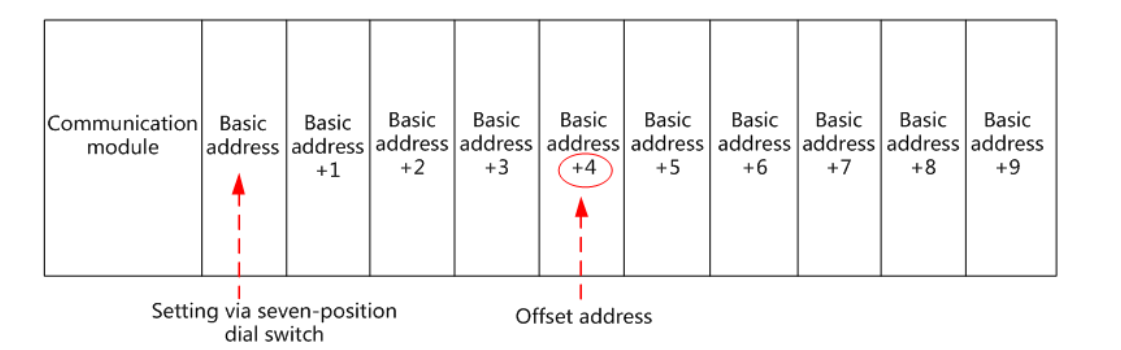 Communication
module
Basic
address
Basic
address
+1
Basic
address
+2
Basic
address
+3
Basic
address
+4
Basic
address
+5
Basic
address
+6
Basic
address
+7
Basic
address
+8
Basic
address
+9
Setting via seven-position
dial switch
Offset address